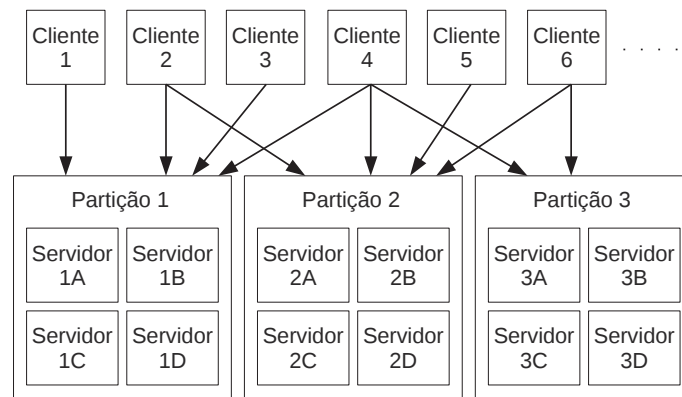 Cliente 1
Cliente 2
Cliente 3
Cliente 4
Cliente 5
Cliente 6
. . . .
Partição 1
Servidor 1A
Servidor 1B
Servidor 1C
Servidor 1D
Partição 2
Servidor 2A
Servidor 2B
Servidor 2C
Servidor 2D
Partição 3
Servidor 3A
Servidor 3B
Servidor 3C
Servidor 3D